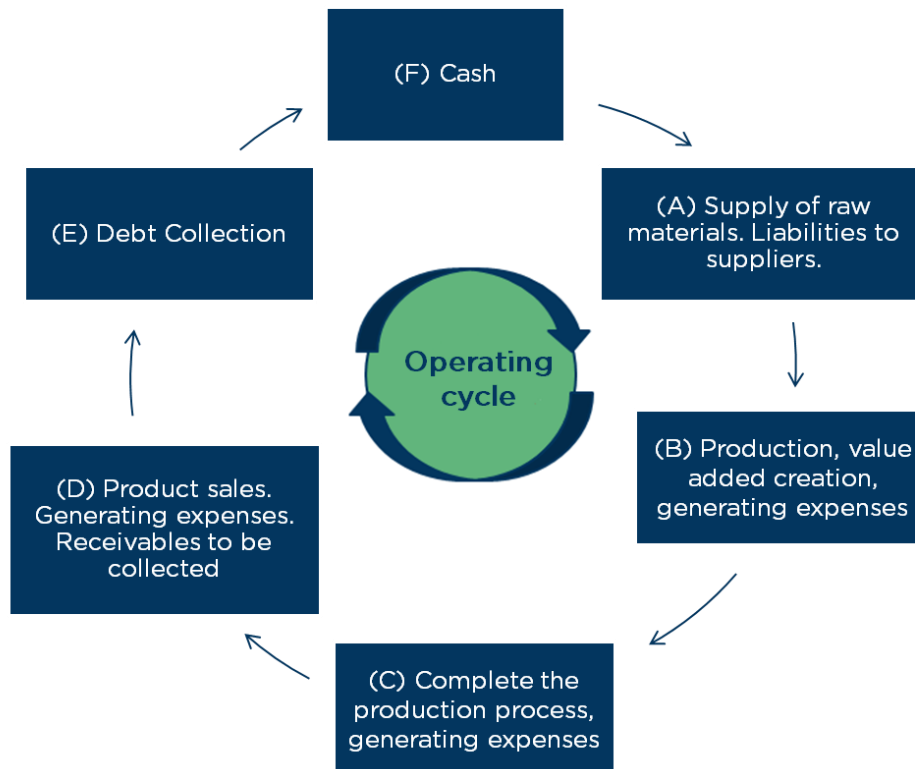 (F) Cash
(A) Supply of raw
materials. Liabilities to
suppliers.
(B) Production, value
added creation,
generating expenses
(C) Complete the
production process,
generating expenses
(D) Product sales.
Generating expenses.
Receivables to be
collected
(E) Debt Collection
Operating
cycle